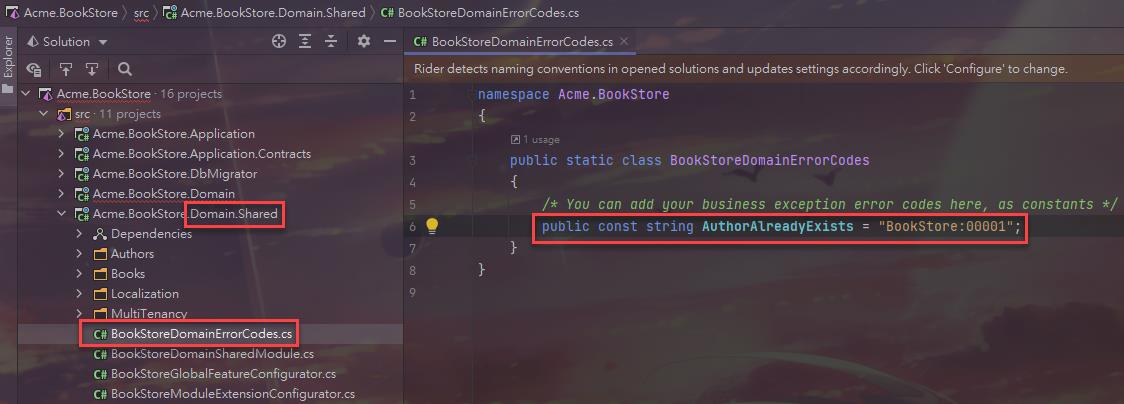 Acme.BookStore > src > Acme.BookStore.Domain.Shared > C# BookStoreDomainErrorCodes.cs
Explorer
Solution
C# BookStoreDomainErrorCodes.cs ×
Rider detects naming conventions in opened solutions and updates settings accordingly. Click 'Configure' to change.
Acme.BookStore · 16 projects
src · 11 projects
C# Acme.BookStore.Application
C# Acme.BookStore.Application.Contracts
C# Acme.BookStore.DbMigrator
C# Acme.BookStore.Domain
C# Acme.BookStore.Domain.Shared
Dependencies
Authors
Books
Localization
MultiTenancy
C# BookStoreDomainErrorCodes.cs
C# BookStoreDomainSharedModule.cs
C# BookStoreGlobalFeatureConfigurator.cs
C# BookStoreModuleExtensionConfigurator.cs
1 namespace Acme.BookStore
2 {
1 usage
3 public static class BookStoreDomainErrorCodes
4 {
5 /* You can add your business exception error codes here, as constants */
6 public const string AuthorAlreadyExists = "BookStore:00001";
7 }
8 }
9